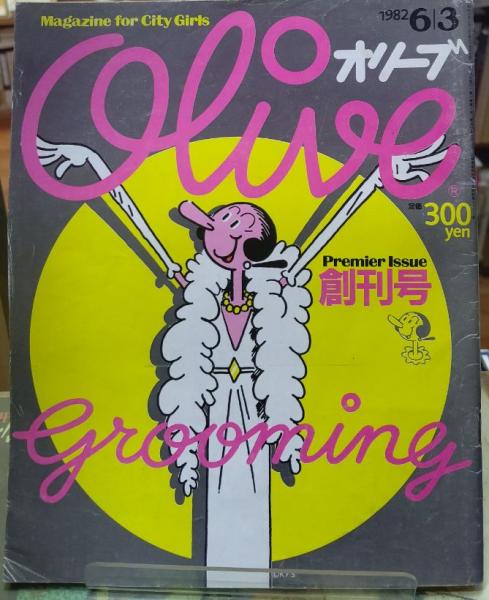 Magazine for City Girls
1982 6|3
Olive
オリーブ
定価 300
yen
Premier Issue
創刊号
Grooming